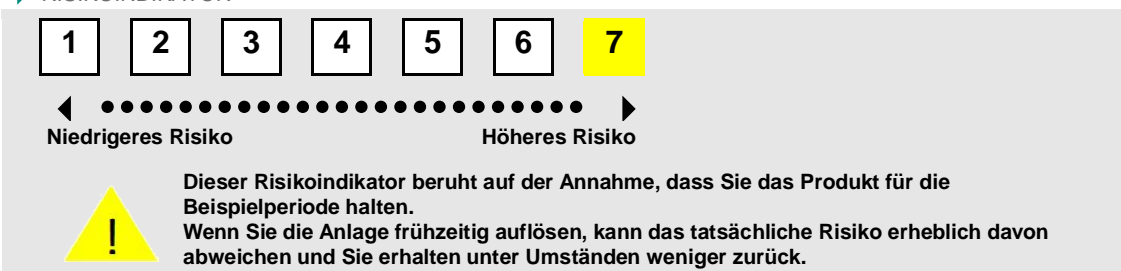 RISIKOINDIKATOR
1 2 3 4 5 6 7
Niedrigeres Risiko Höheres Risiko
!
Dieser Risikoindikator beruht auf der Annahme, dass Sie das Produkt für die
Beispielperiode halten.
Wenn Sie die Anlage frühzeitig auflösen, kann das tatsächliche Risiko erheblich davon
abweichen und Sie erhalten unter Umständen weniger zurück.